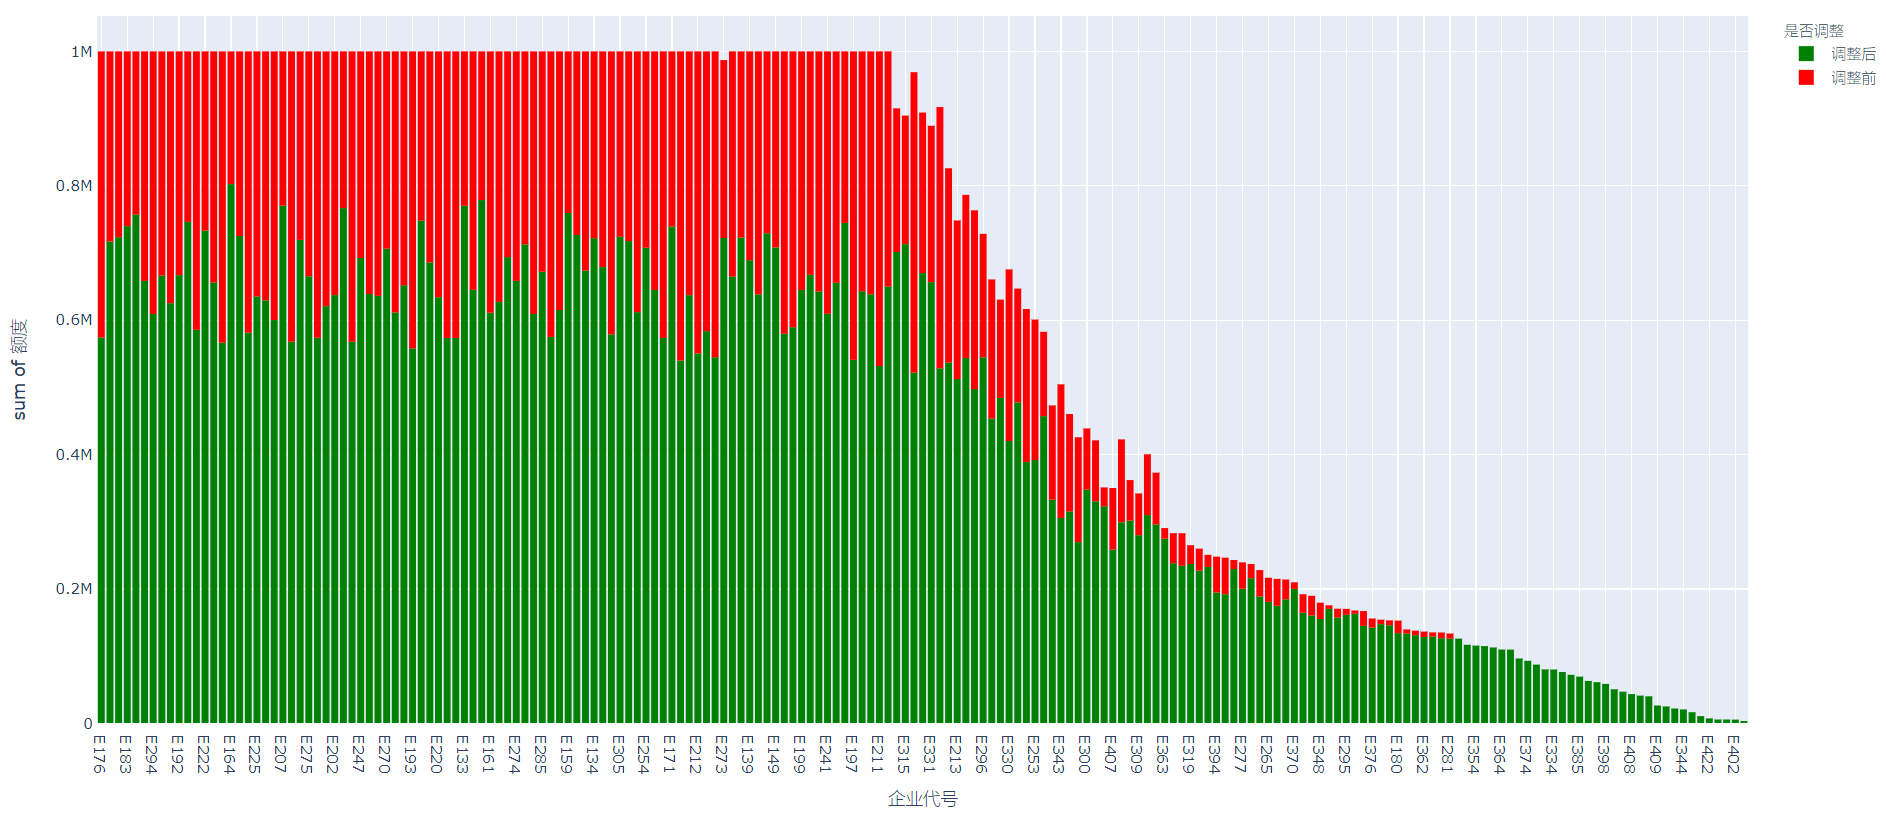 是否调整
调整后
调整前
1M
0.8M
0.6M
0.4M
0.2M
0
sum of 额度
E176
E183
E294
E192
E222
E164
E225
E207
E275
E202
E247
E270
E193
E220
E133
E161
E274
E285
E159
E134
E305
E254
E171
E212
E273
E139
E149
E199
E241
E197
E211
E315
E331
E213
E296
E330
E253
E343
E300
E407
E309
E363
E319
E394
E277
E265
E370
E348
E295
E376
E180
E262
E281
E354
E364
E374
E334
E385
E398
E408
E409
E344
E422
E402
企业代号